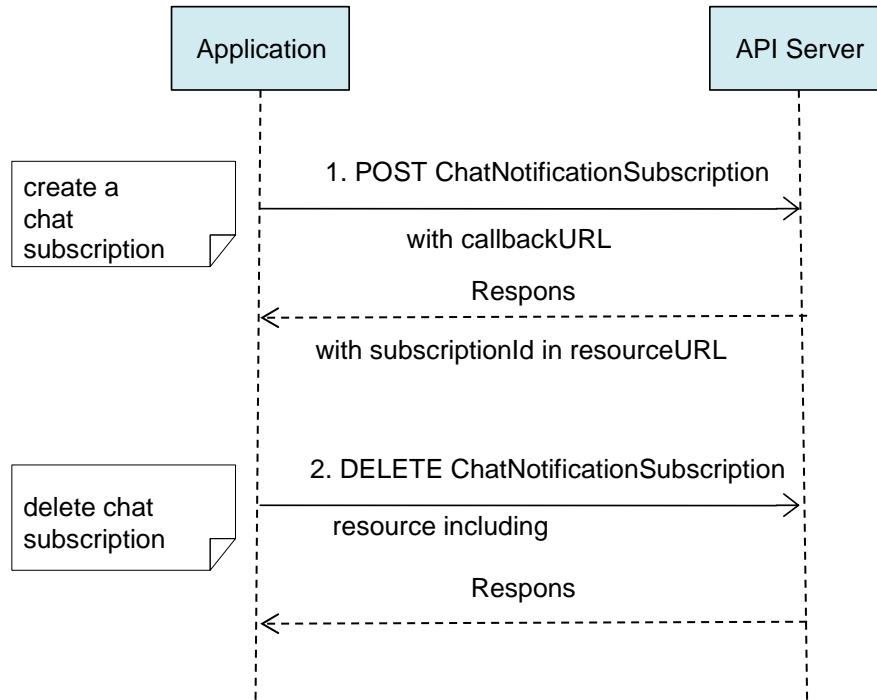 Application
API Server
create a
chat
subscription
1. POST ChatNotificationSubscription
with callbackURL
Respons
with subscriptionId in resourceURL
delete chat
subscription
2. DELETE ChatNotificationSubscription
resource including
Respons